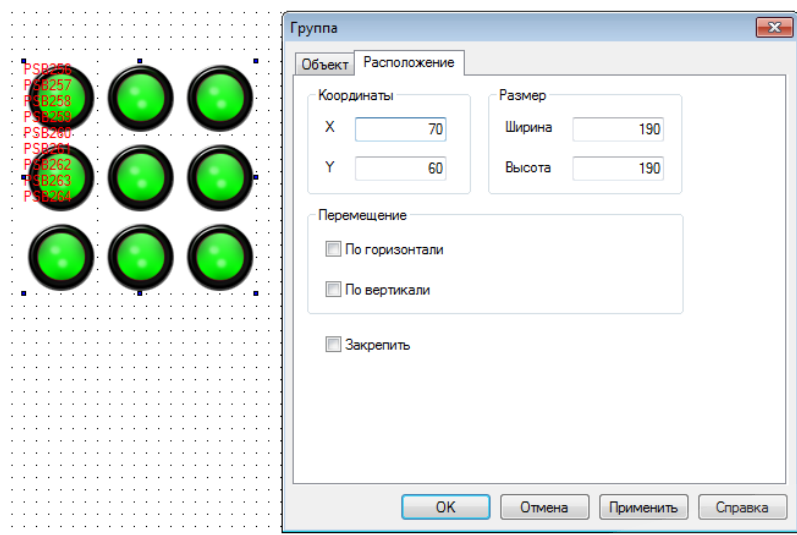 PSB256
PSB257
PSB258
PSB259
PSB260
PSB261
PSB262
PSB263
PSB264
Группа
Объект Расположение
Координаты Размер
X 70 Ширина 190
Y 60 Высота 190
Перемещение
По горизонтали
По вертикали
Закрепить
OK Отмена Применить Справка